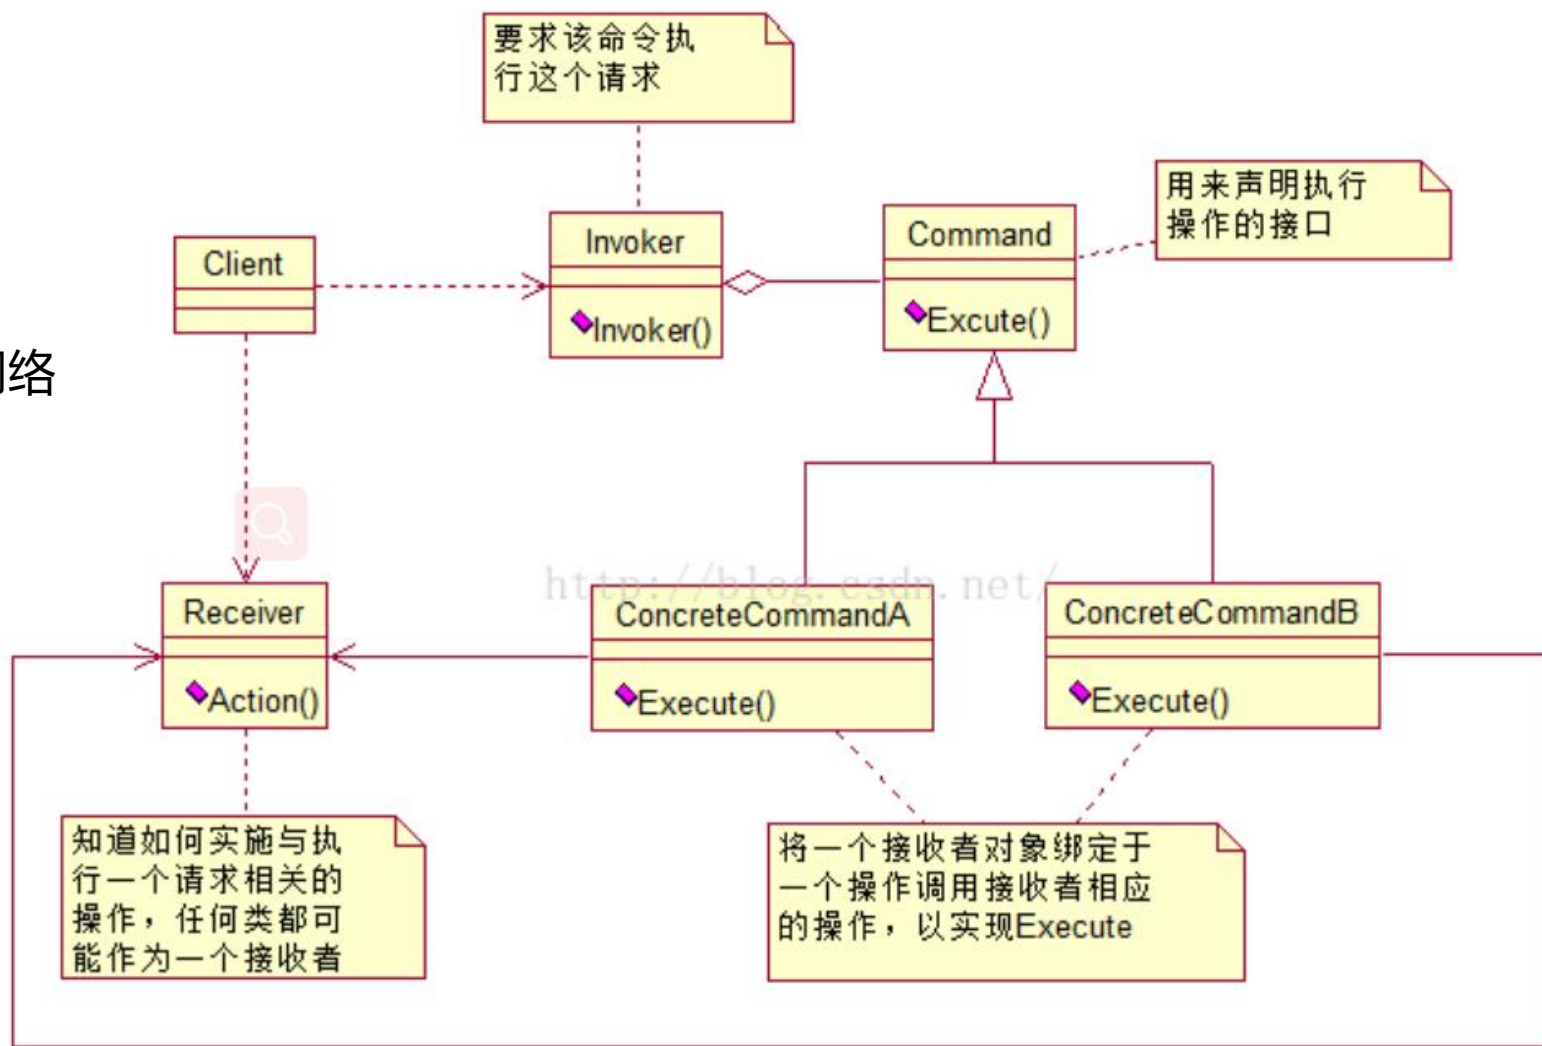 要求该命令执
行这个请求
用来声明执行
操作的接口
Client
Invoker
Invoker()
Command
Excute()
络
http://blog.csdn.net/
Receiver
Action()
ConcreteCommandA
Execute()
ConcreteCommandB
Execute()
知道如何实施与执
行一个请求相关的
操作，任何类都可
能作为一个接收者
将一个接收者对象绑定于
一个操作调用接收者相应
的操作，以实现Execute